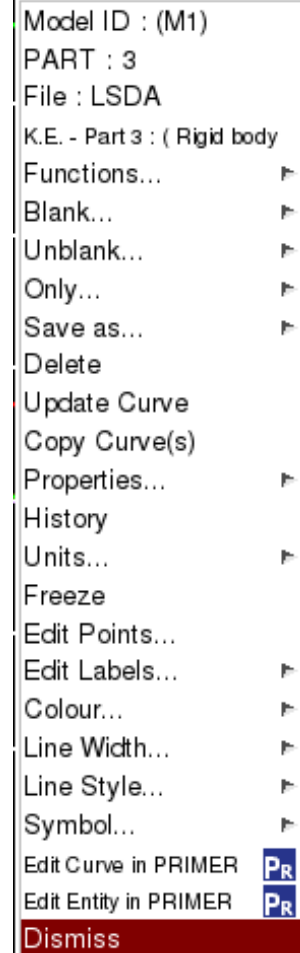 Model ID : (M1)
PART : 3
File : LSDA
K.E. - Part 3 : ( Rigid body
Functions...
Blank...
Unblank...
Only...
Save as...
Delete
Update Curve
Copy Curve(s)
Properties...
History
Units...
Freeze
Edit Points...
Edit Labels...
Colour...
Line Width...
Line Style...
Symbol...
Edit Curve in PRIMER PR
Edit Entity in PRIMER PR
Dismiss